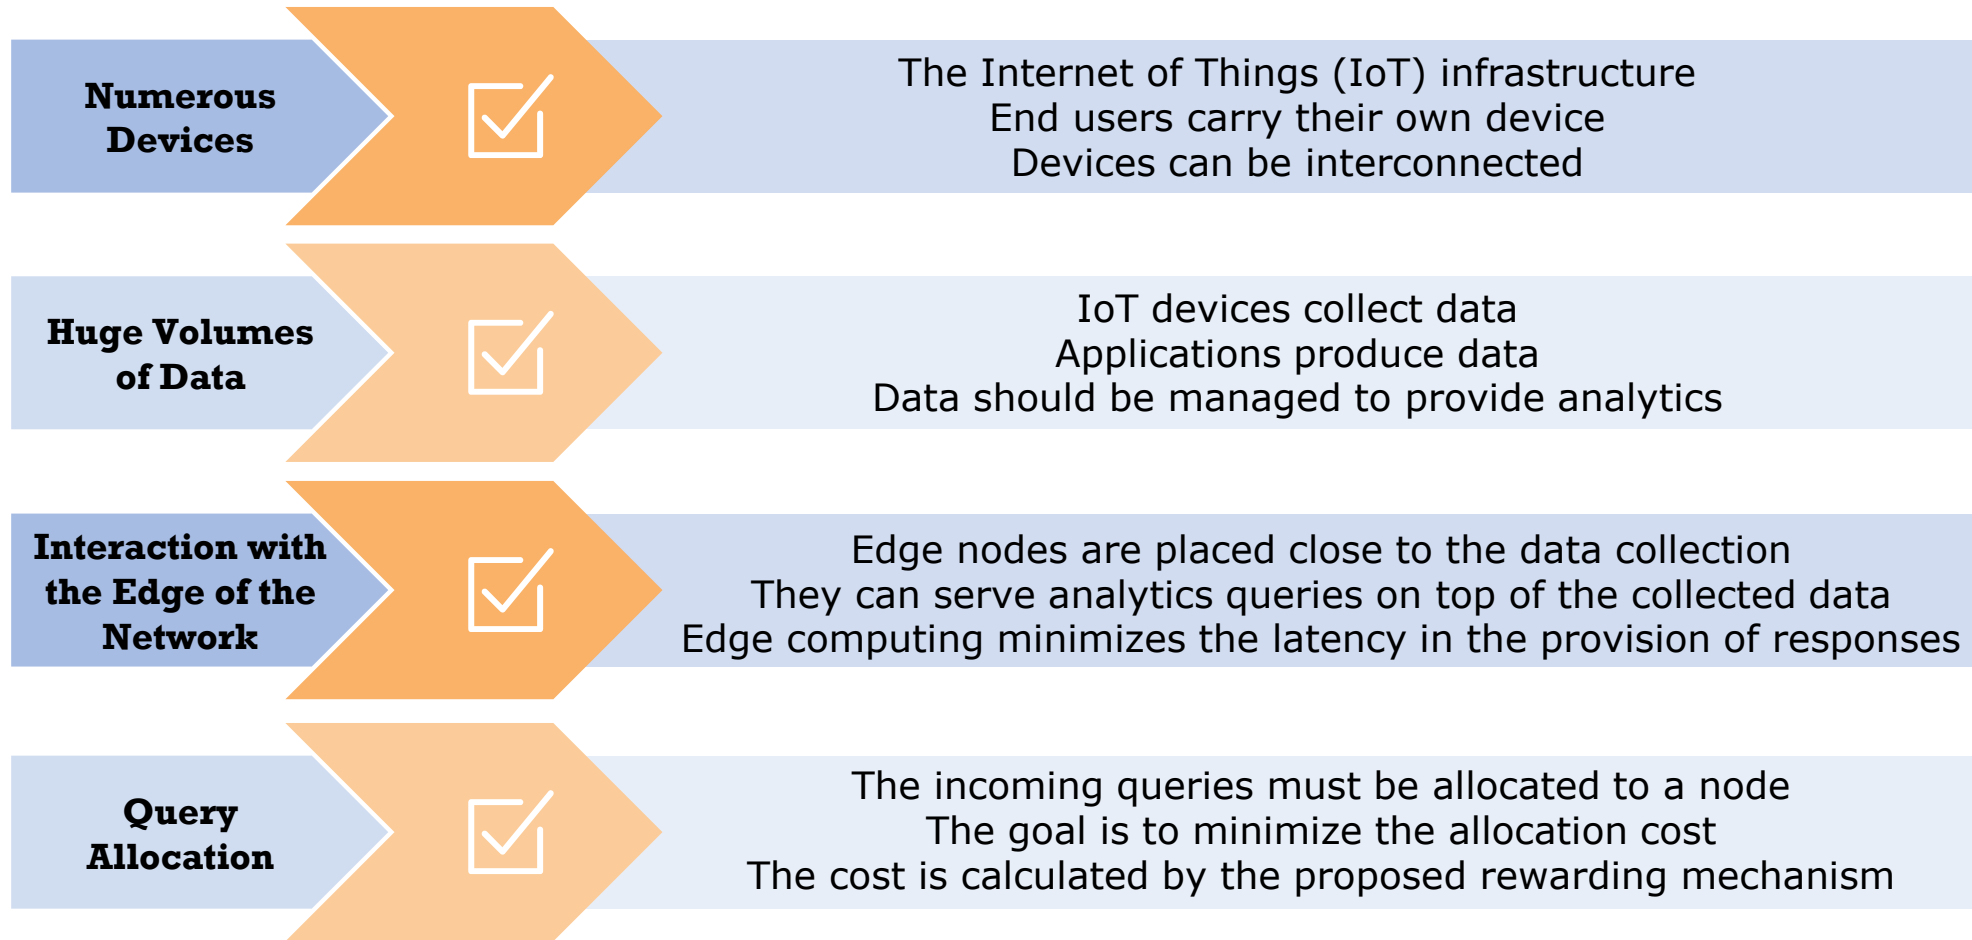 Numerous
Devices
The Internet of Things (IoT) infrastructure
End users carry their own device
Devices can be interconnected
Huge Volumes
of Data
IoT devices collect data
Applications produce data
Data should be managed to provide analytics
Interaction with
the Edge of the
Network
Edge nodes are placed close to the data collection
They can serve analytics queries on top of the collected data
Edge computing minimizes the latency in the provision of responses
Query
Allocation
The incoming queries must be allocated to a node
The goal is to minimize the allocation cost
The cost is calculated by the proposed rewarding mechanism